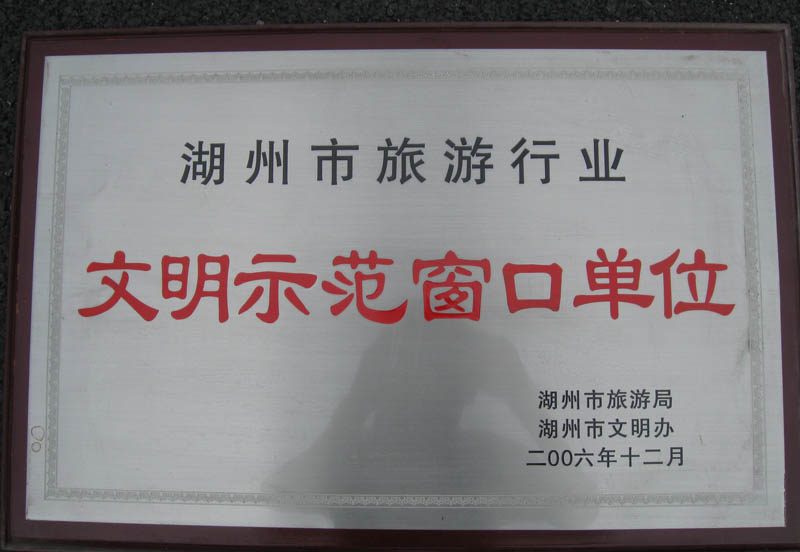 湖州市旅游行业
文明示范窗口单位
湖州市旅游局
湖州市文明办
二00六年十二月